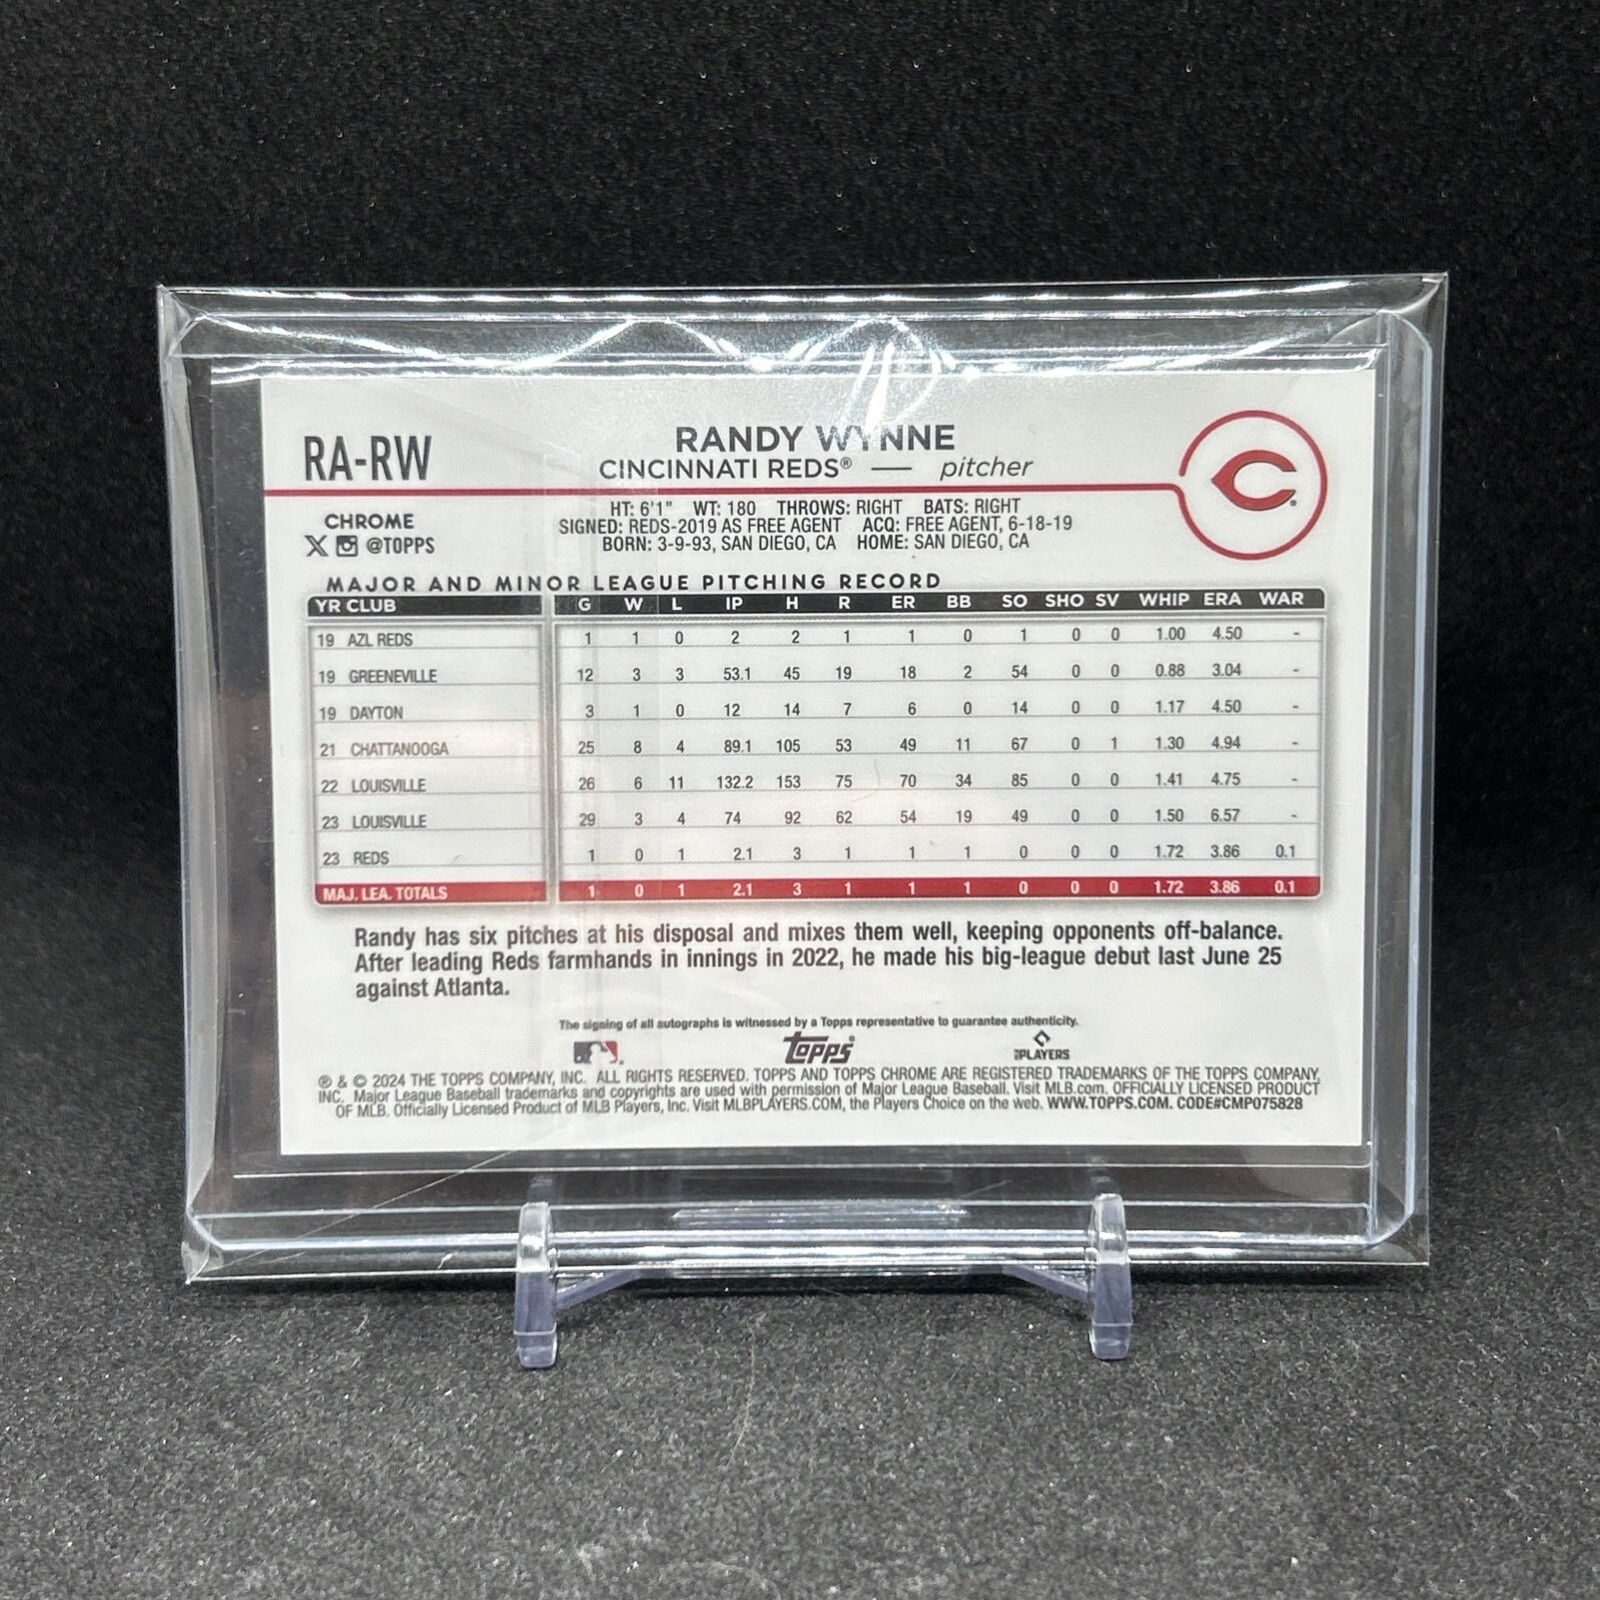 RA-RW
RANDY WYNNE
CINCINNATI REDS® — pitcher
C
CHROME
X @TOPPS
HT: 6'1" WT: 180 THROWS: RIGHT BATS: RIGHT
SIGNED: REDS-2019 AS FREE AGENT ACQ: FREE AGENT, 6-18-19
BORN: 3-9-93, SAN DIEGO, CA HOME: SAN DIEGO, CA
MAJOR AND MINOR LEAGUE PITCHING RECORD
YR CLUB G W L IP H R ER BB SO SHO SV WHIP ERA WAR
19 AZL REDS 1 1 0 2 2 1 1 0 1 0 0 1.00 4.50 -
19 GREENEVILLE 12 3 3 53.1 45 19 18 2 54 0 0 0.88 3.04 -
19 DAYTON 3 1 0 12 14 7 6 0 14 0 0 1.17 4.50 -
21 CHATTANOOGA 25 8 4 89.1 105 53 49 11 67 0 1 1.30 4.94 -
22 LOUISVILLE 26 6 11 132.2 153 75 70 34 85 0 0 1.41 4.75 -
23 LOUISVILLE 29 3 4 74 92 62 54 19 49 0 0 1.50 6.57 -
23 REDS 1 0 1 2.1 3 1 1 1 0 0 0 1.72 3.86 0.1
MAJ. LEA. TOTALS 1 0 1 2.1 3 1 1 1 0 0 0 1.72 3.86 0.1
Randy has six pitches at his disposal and mixes them well, keeping opponents off-balance.
After leading Reds farmhands in innings in 2022, he made his big-league debut last June 25
against Atlanta.
The signing of all autographs is witnessed by a Topps representative to guarantee authenticity.
Topps® PLAYERS
® & © 2024 THE TOPPS COMPANY, INC. ALL RIGHTS RESERVED. TOPPS AND TOPPS CHROME ARE REGISTERED TRADEMARKS OF THE TOPPS COMPANY,
INC. Major League Baseball trademarks and copyrights are used with permission of Major League Baseball. Visit MLB.com. OFFICIALLY LICENSED PRODUCT
OF MLB. Officially Licensed Product of MLB Players, Inc. Visit MLBPLAYERS.COM, the Players Choice on the web. WWW.TOPPS.COM. CODE#CMP075828